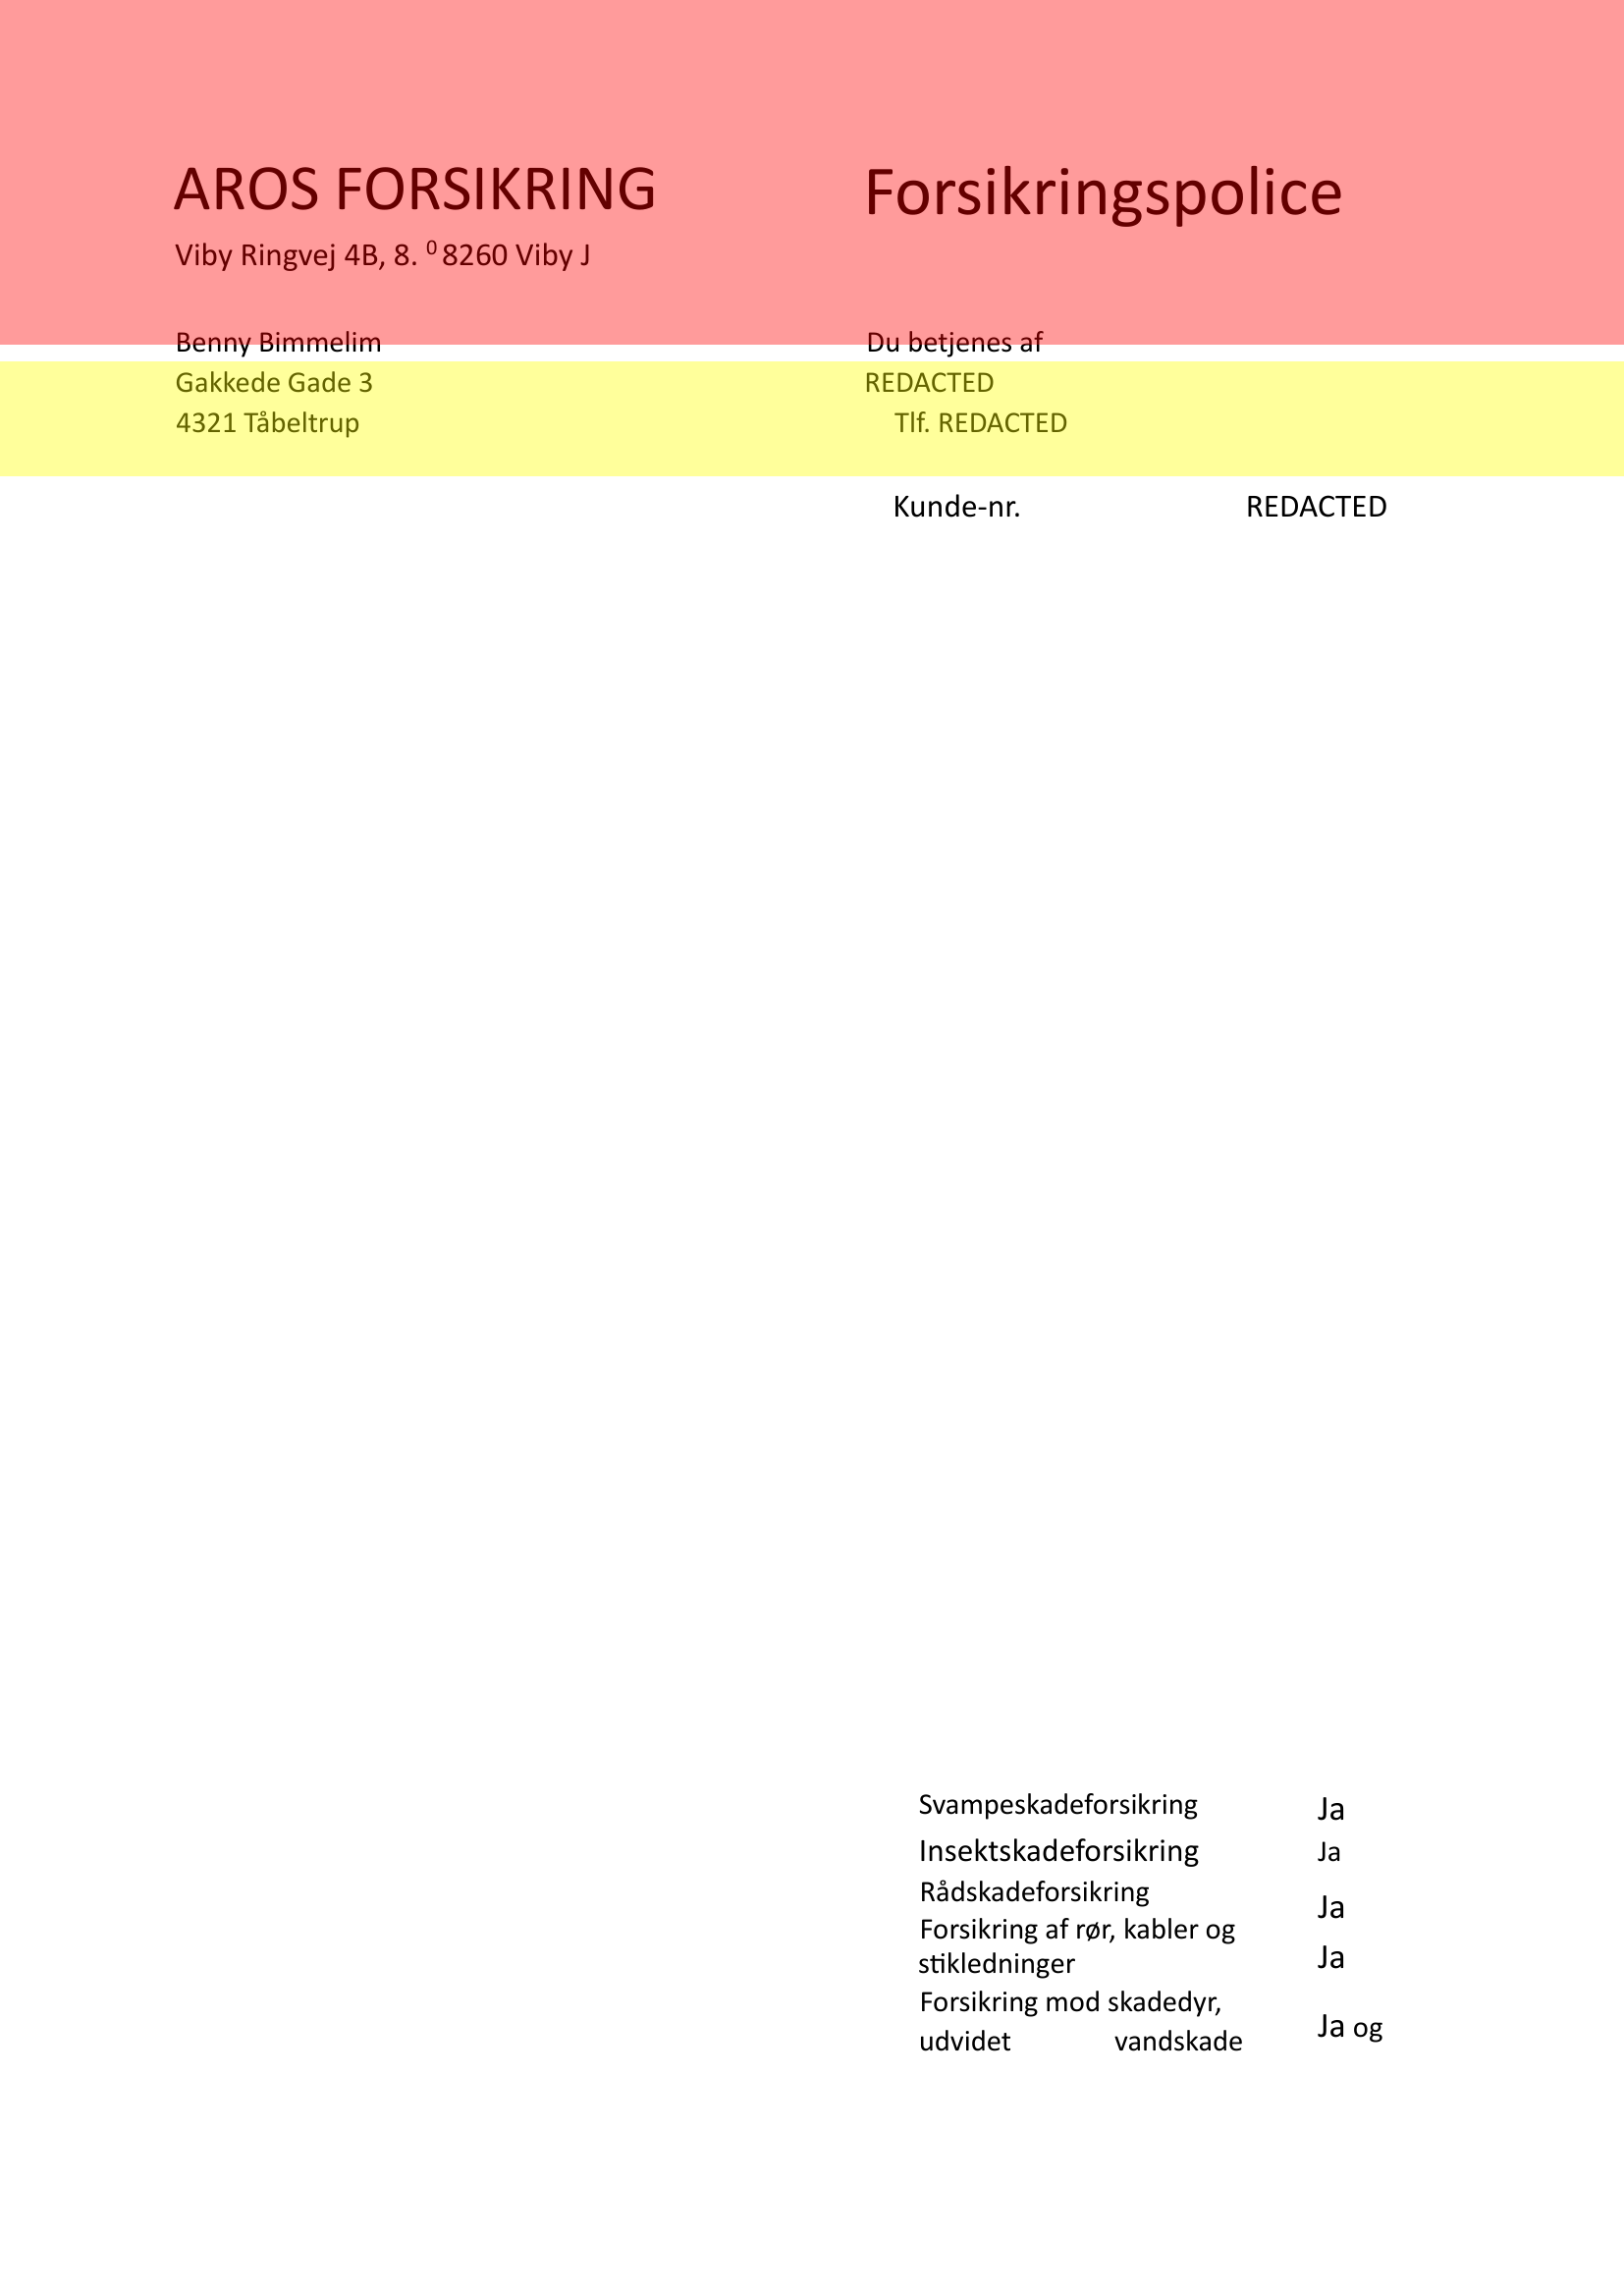 AROS FORSIKRING
Forsikringspolice
Viby Ringvej 4B, 8. 0 8260 Viby J
Benny Bimmelim
Du betjenes af
Gakkede Gade 3
REDACTED
4321 Tåbeltrup
Tlf. REDACTED
Kunde-nr. REDACTED
Svampeskadeforsikring Ja
Insektskadeforsikring Ja
Rådskadeforsikring Ja
Forsikring af rør, kabler og
stikledninger Ja
Forsikring mod skadedyr,
udvidet vandskade Ja og